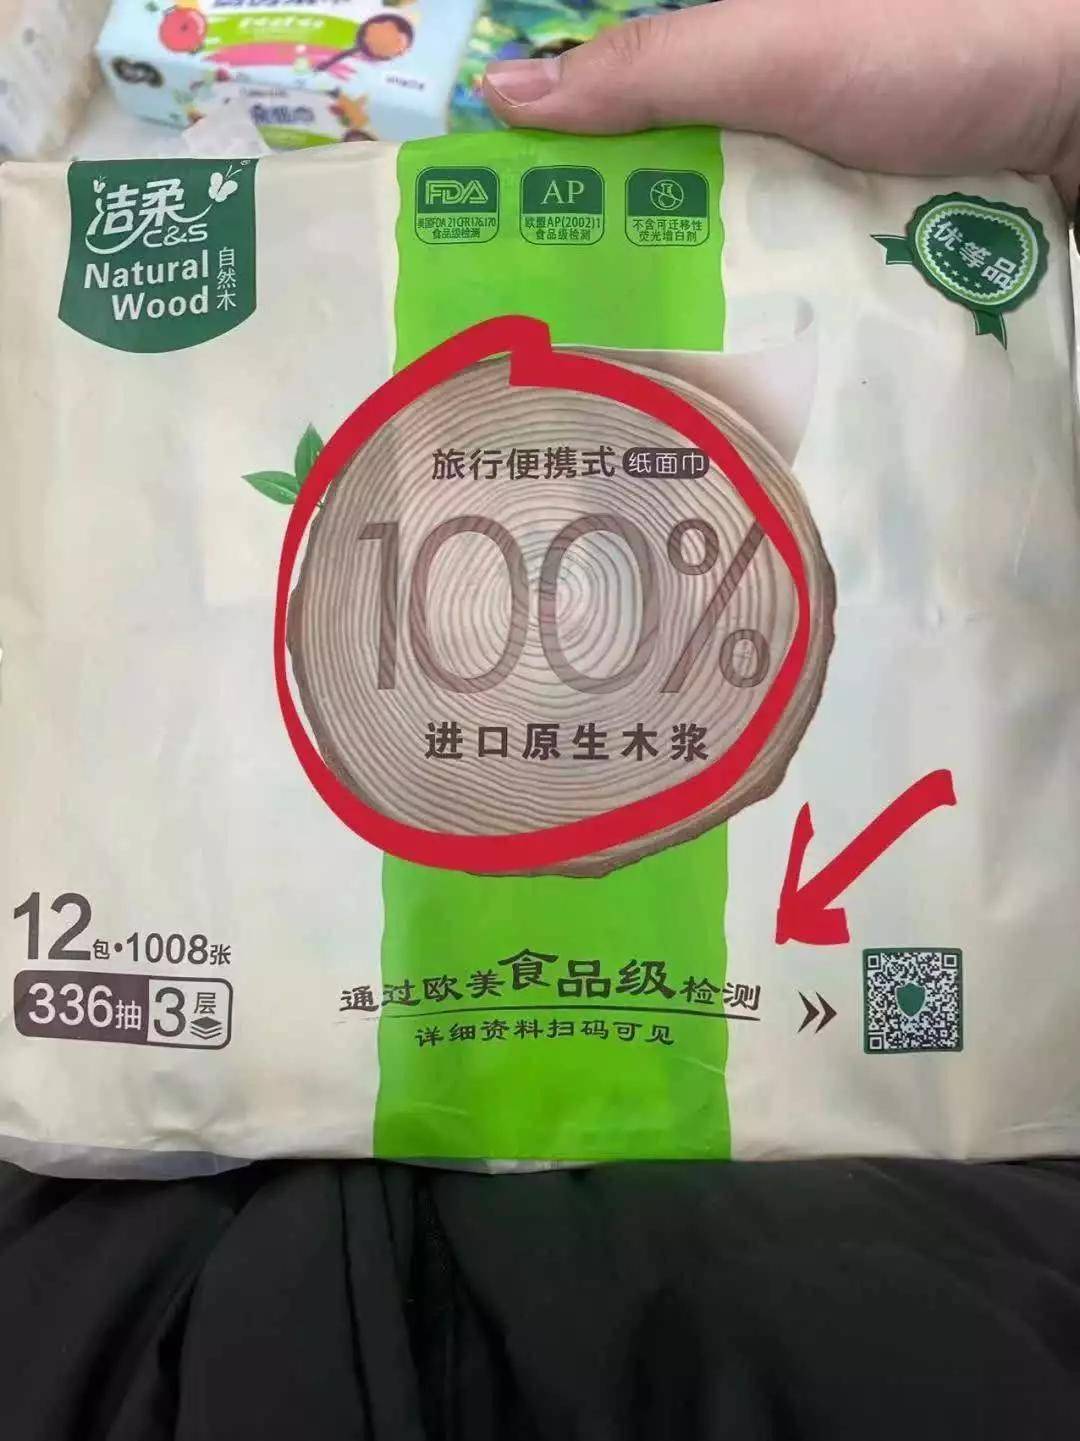 洁柔
C&S
Natural
Wood
自然木
FDA
美国FDA 21 CFR176.170
食品级检测
AP
欧盟AP(2002)1
食品级检测
不含可迁移性
荧光增白剂
优等品
旅行便携式 纸面巾
100%
进口原生木浆
12包·1008张
336抽 3层
通过欧美食品级检测
详细资料扫码可见